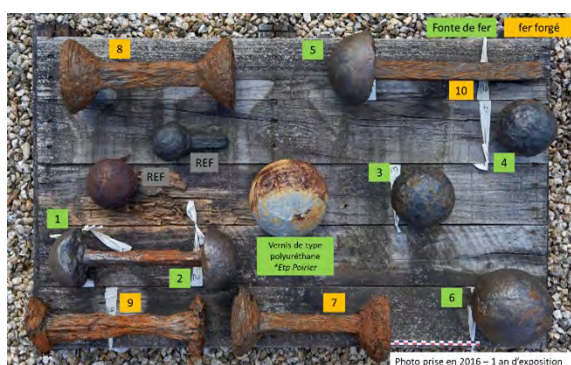 Fonte de fer
fer forgé
8
5
10
REF
REF
4
3
1
2
Vernis de type
polyuréthane
*Etp Poirier
6
9
7
Photo prise en 2016 – 1 an d'exposition